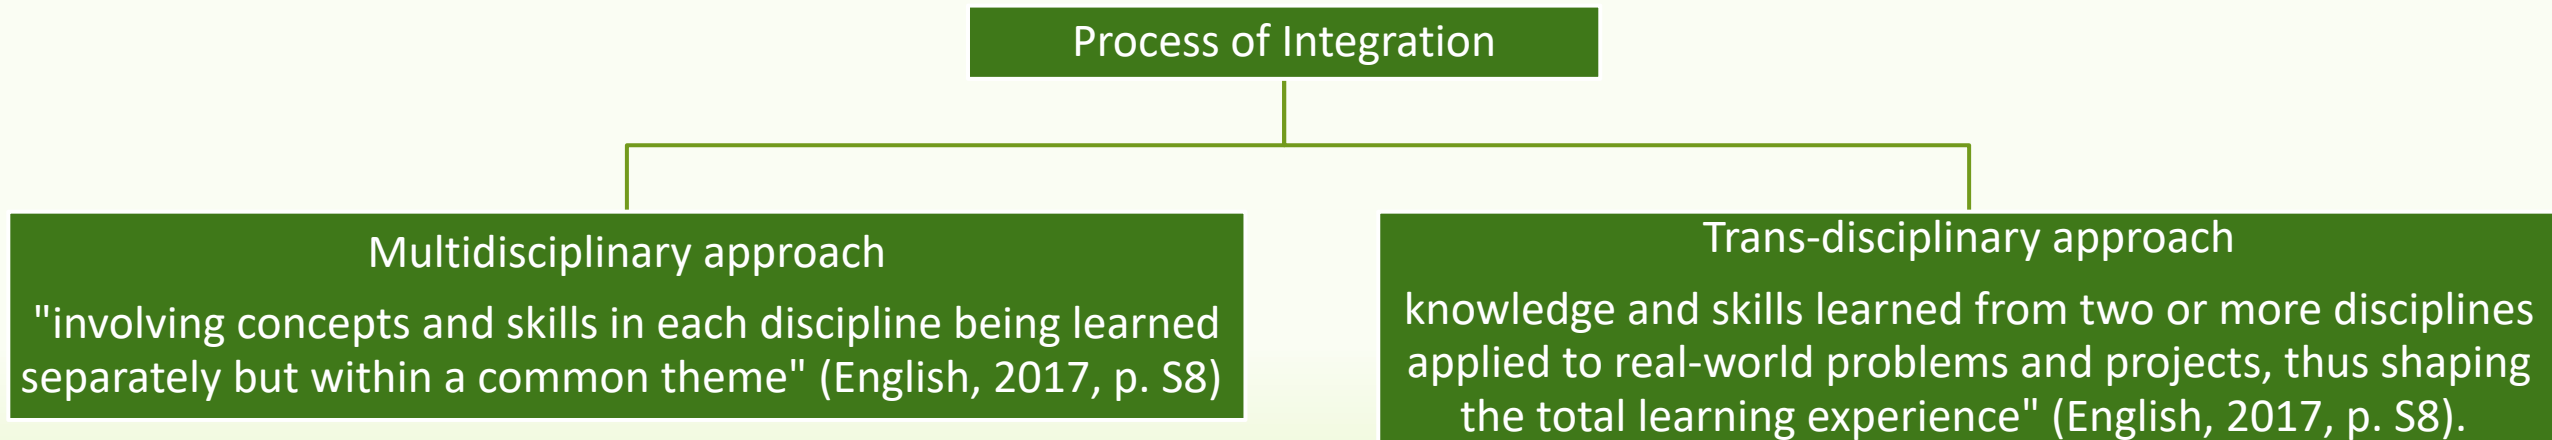 Process of Integration
Multidisciplinary approach
"involving concepts and skills in each discipline being learned
separately but within a common theme" (English, 2017, p. S8)
Trans-disciplinary approach
knowledge and skills learned from two or more disciplines
applied to real-world problems and projects, thus shaping
the total learning experience" (English, 2017, p. S8).